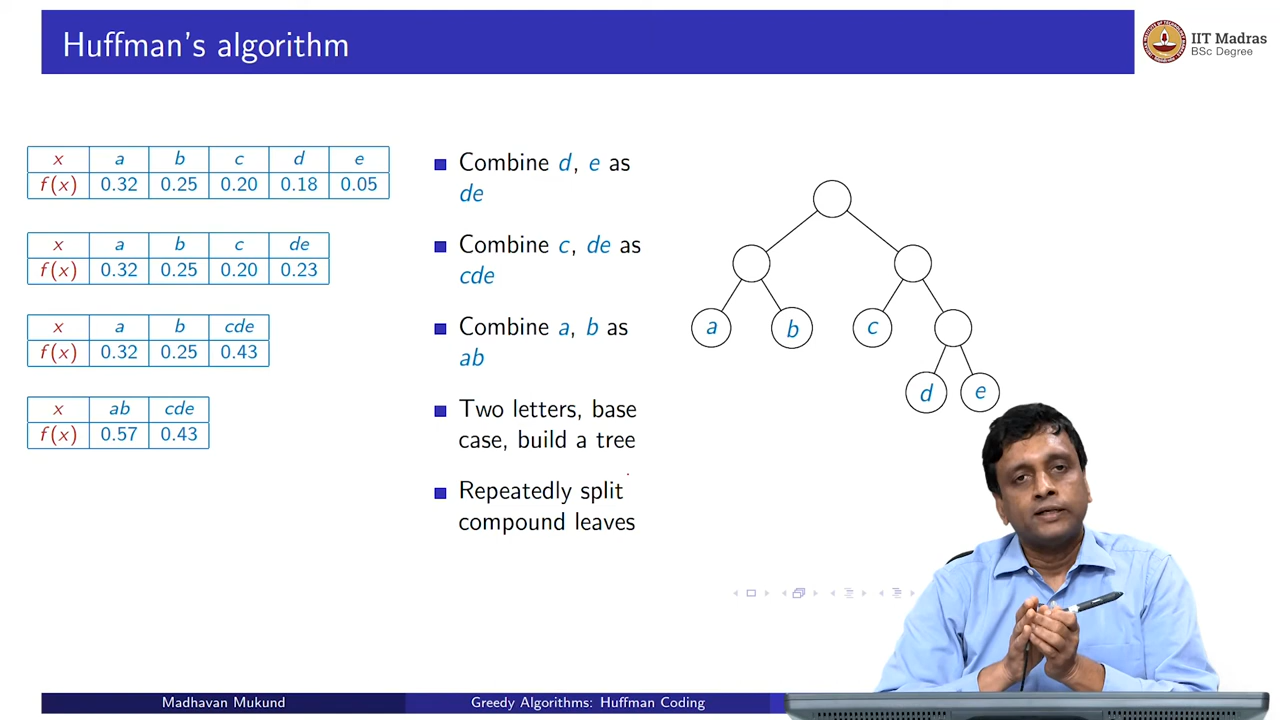 Huffman's algorithm
IIT Madras
BSc Degree
x a b c d e
f(x) 0.32 0.25 0.20 0.18 0.05
x a b c de
f(x) 0.32 0.25 0.20 0.23
x a b cde
f(x) 0.32 0.25 0.43
x ab cde
f(x) 0.57 0.43
Combine d, e as
de
Combine c, de as
cde
Combine a, b as
ab
Two letters, base
case, build a tree
Repeatedly split
compound leaves
a b c
d e
Madhavan Mukund
Greedy Algorithms: Huffman Coding